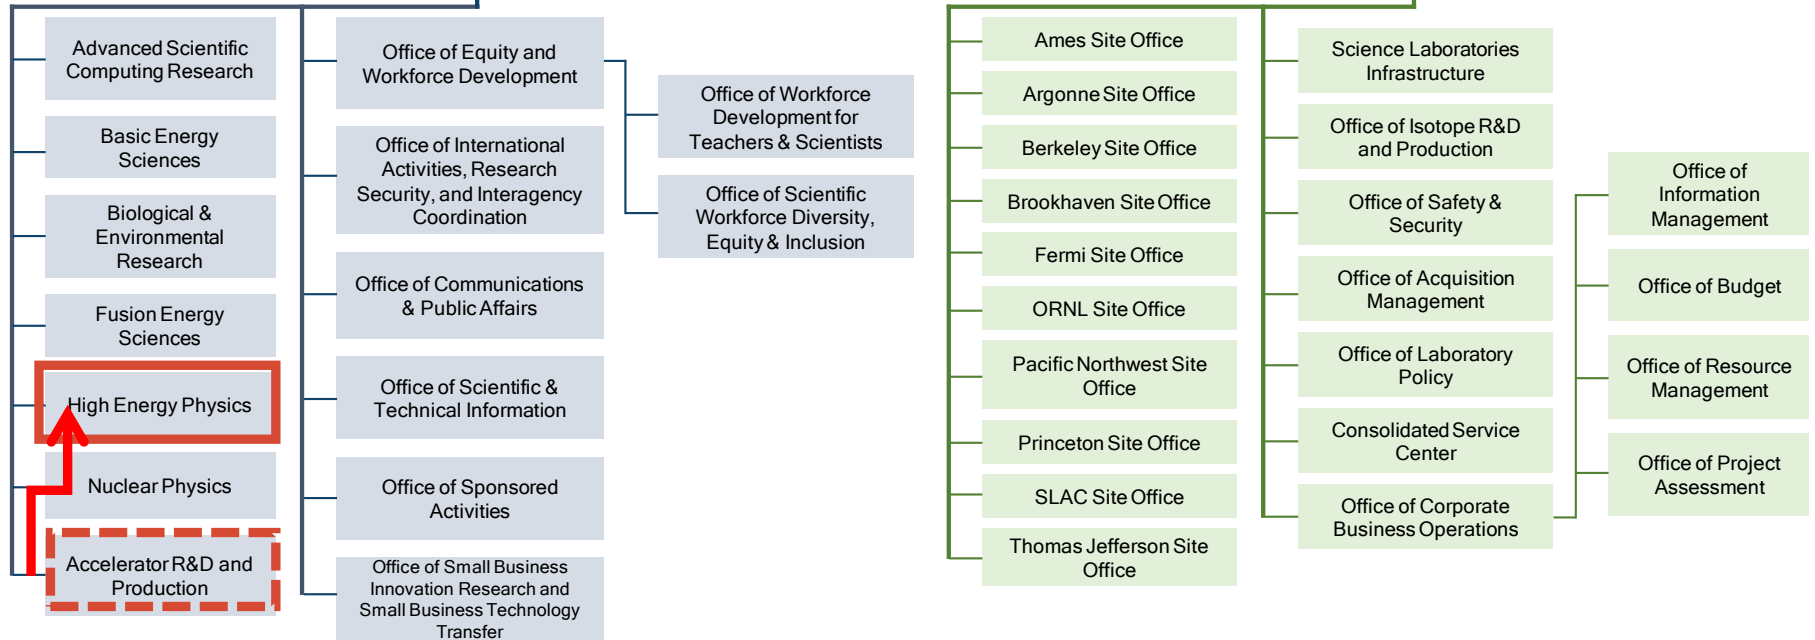 Advanced Scientific
Computing Research
Basic Energy
Sciences
Biological &
Environmental
Research
Fusion Energy
Sciences
High Energy Physics
Nuclear Physics
Accelerator R&D and
Production
Office of Equity and
Workforce Development
Office of International
Activities, Research
Security, and Interagency
Coordination
Office of Communications
& Public Affairs
Office of Scientific &
Technical Information
Office of Sponsored
Activities
Office of Small Business
Innovation Research and
Small Business Technology
Transfer
Office of Workforce
Development for
Teachers & Scientists
Office of Scientific
Workforce Diversity,
Equity & Inclusion
Ames Site Office
Argonne Site Office
Berkeley Site Office
Brookhaven Site Office
Fermi Site Office
ORNL Site Office
Pacific Northwest Site
Office
Princeton Site Office
SLAC Site Office
Thomas Jefferson Site
Office
Science Laboratories
Infrastructure
Office of Isotope R&D
and Production
Office of Safety &
Security
Office of Acquisition
Management
Office of Laboratory
Policy
Consolidated Service
Center
Office of Corporate
Business Operations
Office of
Information
Management
Office of Budget
Office of Resource
Management
Office of Project
Assessment